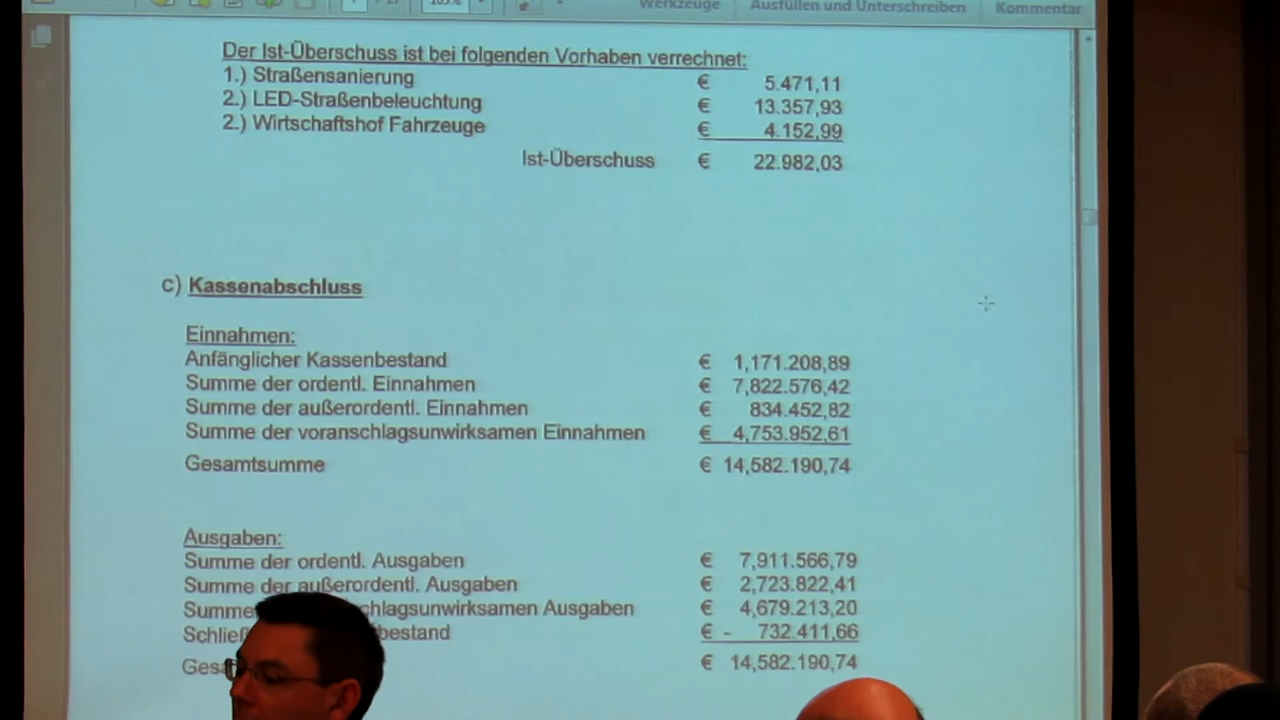 105%
Werkzeuge Ausfüllen und Unterschreiben Kommentar
Der Ist-Überschuss ist bei folgenden Vorhaben verrechnet:
1.) Straßensanierung € 5.471,11
2.) LED-Straßenbeleuchtung € 13.357,93
2.) Wirtschaftshof Fahrzeuge € 4.152,99
Ist-Überschuss € 22.982,03
c) Kassenabschluss
Einnahmen:
Anfänglicher Kassenbestand € 1,171.208,89
Summe der ordentl. Einnahmen € 7,822.576,42
Summe der außerordentl. Einnahmen € 834.452,82
Summe der voranschlagsunwirksamen Einnahmen € 4,753.952,61
Gesamtsumme € 14,582.190,74
Ausgaben:
Summe der ordentl. Ausgaben € 7,911.566,79
Summe der außerordentl. Ausgaben € 2,723.822,41
Summe chlagsunwirksamen Ausgaben € 4,679.213,20
Schließ bestand € - 732.411,66
Gesa € 14,582.190,74